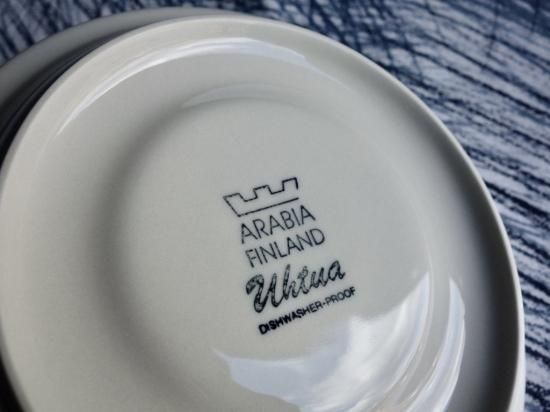 ARABIA
FINLAND
Uhtua
DISHWASHER-PROOF